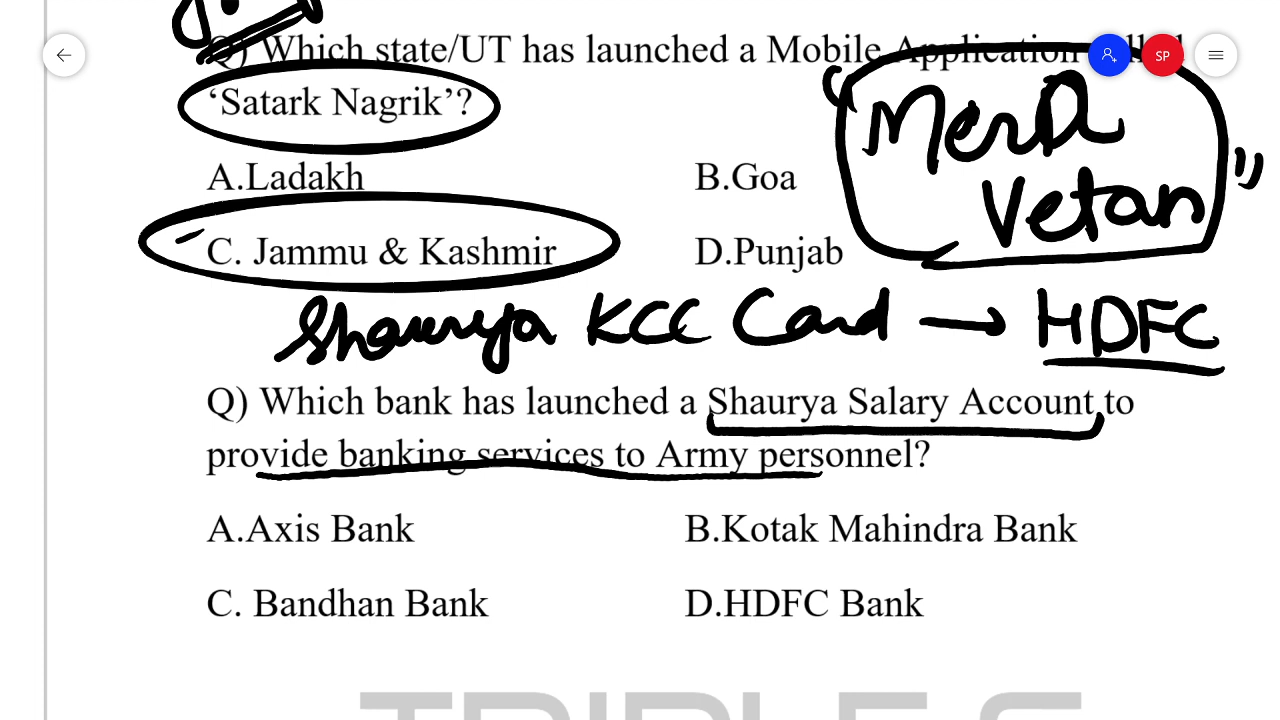 Q) Which state/UT has launched a Mobile Application called
SP
'Satark Nagrik'?
"Mera
Vetan"
A.Ladakh B.Goa
C. Jammu & Kashmir D.Punjab
Shaurya KCC Card → HDFC
Q) Which bank has launched a Shaurya Salary Account to
provide banking services to Army personnel?
A.Axis Bank B.Kotak Mahindra Bank
C. Bandhan Bank D.HDFC Bank
TRIPLE S